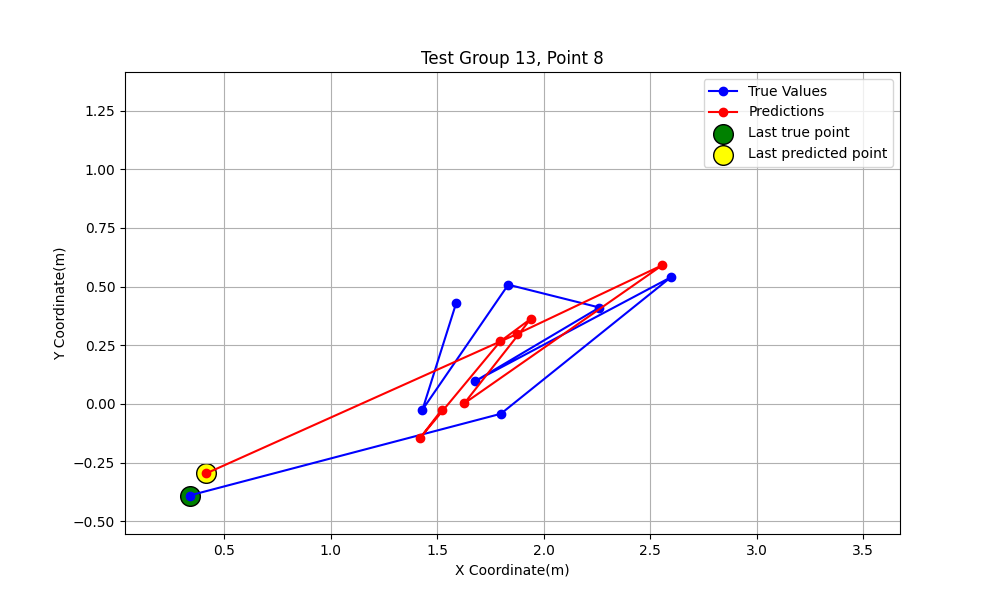 Test Group 13, Point 8
True Values
Predictions
Last true point
Last predicted point
1.25
1.00
0.75
0.50
0.25
0.00
−0.25
−0.50
Y Coordinate(m)
0.5 1.0 1.5 2.0 2.5 3.0 3.5
X Coordinate(m)